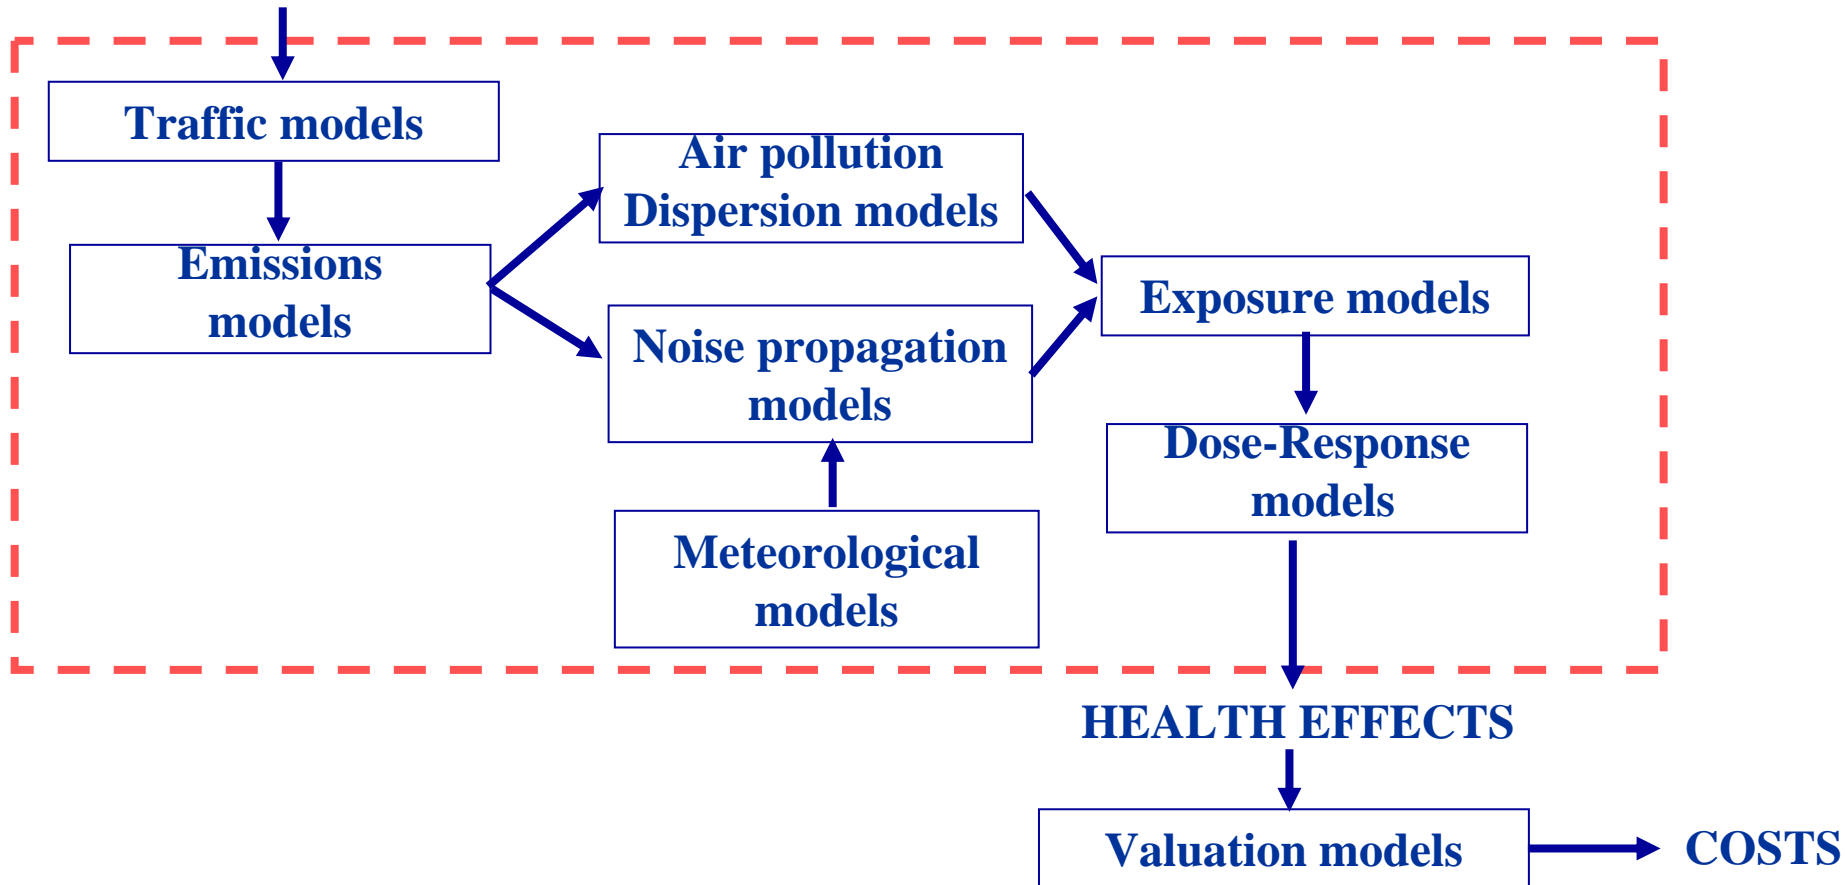 Traffic models
Emissions
models
Air pollution
Dispersion models
Noise propagation
models
Meteorological
models
Exposure models
Dose-Response
models
HEALTH EFFECTS
Valuation models
COSTS